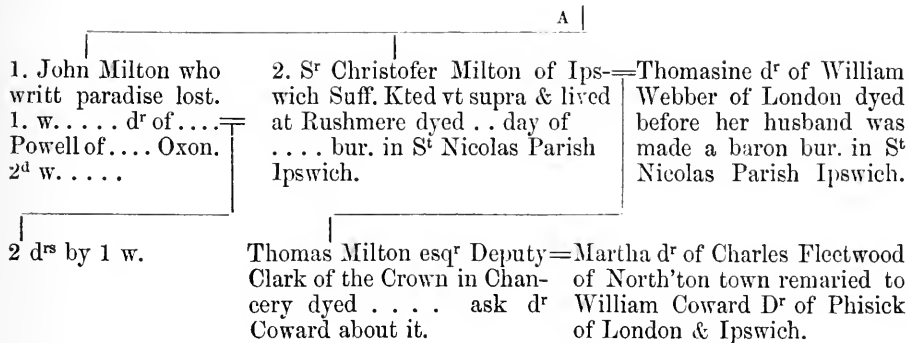 A
1. John Milton who
writt paradise lost.
1. w. . . . . dʳ of . . . .
Powell of . . . . Oxon.
2ᵈ w. . . . .
2. Sʳ Christofer Milton of Ips-
wich Suff. Kted vt supra & lived
at Rushmere dyed . . day of
. . . . bur. in Sᵗ Nicolas Parish
Ipswich.
Thomasine dʳ of William
Webber of London dyed
before her husband was
made a baron bur. in Sᵗ
Nicolas Parish Ipswich.
2 dʳˢ by 1 w.
Thomas Milton esqʳ Deputy
Clark of the Crown in Chan-
cery dyed . . . . ask dʳ
Coward about it.
Martha dʳ of Charles Fleetwood
of North'ton town remaried to
William Coward Dʳ of Phisick
of London & Ipswich.